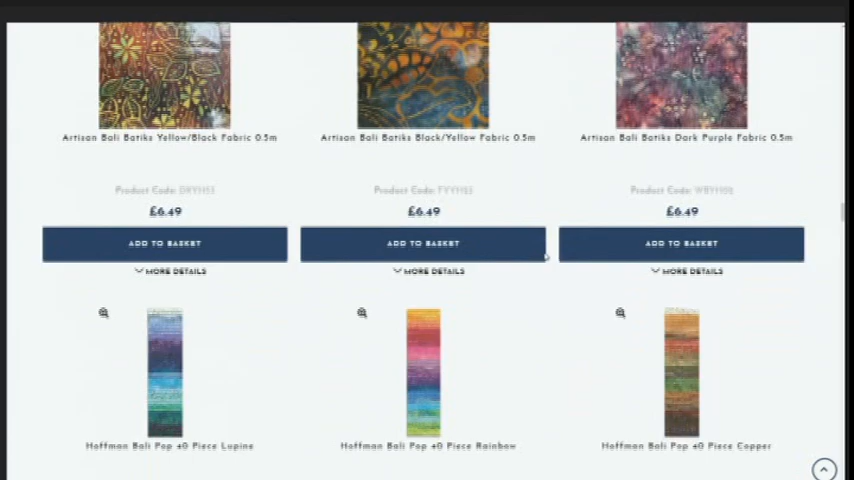 Artisan Bali Batiks Yellow/Black Fabric 0.5m
Artisan Bali Batiks Black/Yellow Fabric 0.5m
Artisan Bali Batiks Dark Purple Fabric 0.5m
Product Code:
Product Code:
Product Code:
£6.49
£6.49
£6.49
ADD TO BASKET
ADD TO BASKET
ADD TO BASKET
MORE DETAILS
MORE DETAILS
MORE DETAILS
Hoffman Bali Pop 40 Piece Lupine
Hoffman Bali Pop 40 Piece Rainbow
Hoffman Bali Pop 40 Piece Copper